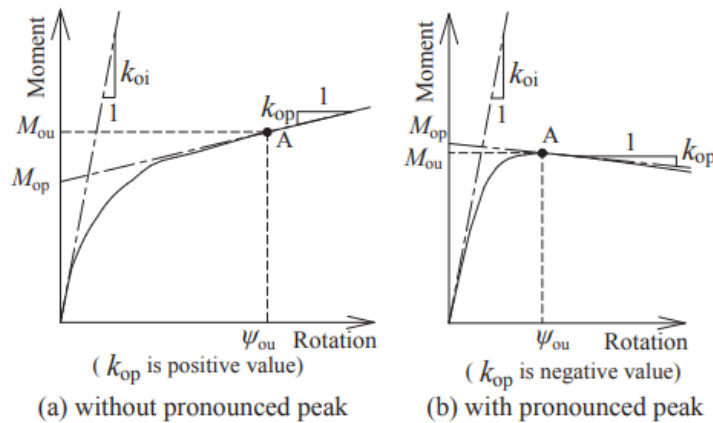 Moment
k_oi
1
M_ou
A
k_op
1
M_op
ψ_ou
Rotation
( k_op is positive value)
(a) without pronounced peak
Moment
k_oi
1
M_op
A
1
M_ou
k_op
ψ_ou
Rotation
( k_op is negative value)
(b) with pronounced peak